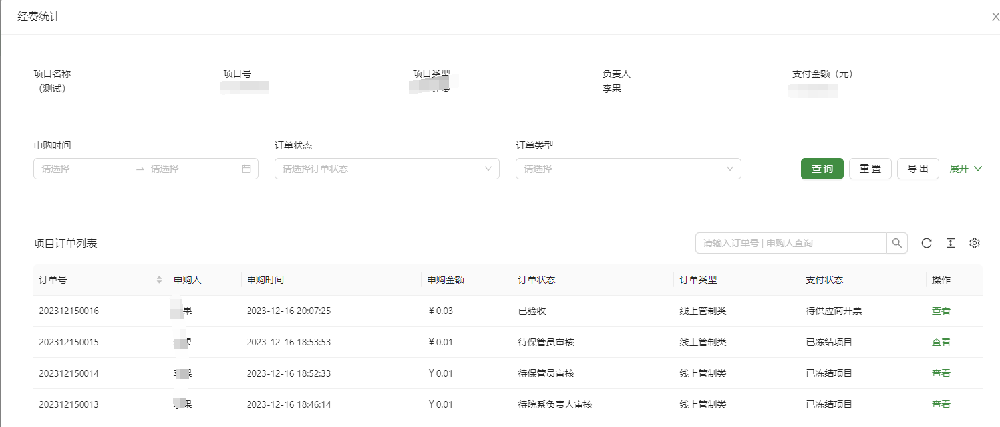 经费统计
项目名称 项目号 项目类型 负责人 支付金额（元）
（测试） 李果
申购时间 订单状态 订单类型
请选择 → 请选择 请选择订单状态 请选择 查询 重置 导出 展开
项目订单列表 请输入订单号 | 申购人查询
订单号 申购人 申购时间 申购金额 订单状态 订单类型 支付状态 操作
202312150016 果 2023-12-16 20:07:25 ￥0.03 已验收 线上管制类 待供应商开票 查看
202312150015 果 2023-12-16 18:53:53 ￥0.01 待保管员审核 线上管制类 已冻结项目 查看
202312150014 2023-12-16 18:52:33 ￥0.01 待保管员审核 线上管制类 已冻结项目 查看
202312150013 果 2023-12-16 18:46:14 ￥0.01 待院系负责人审核 线上管制类 已冻结项目 查看